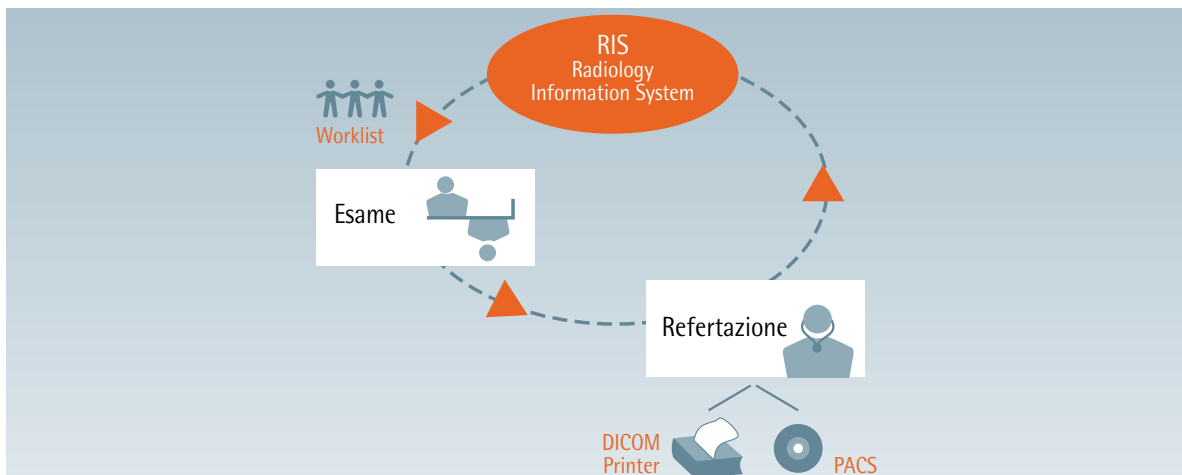 RIS
Radiology
Information System
Worklist
Esame
Refertazione
DICOM
Printer
PACS